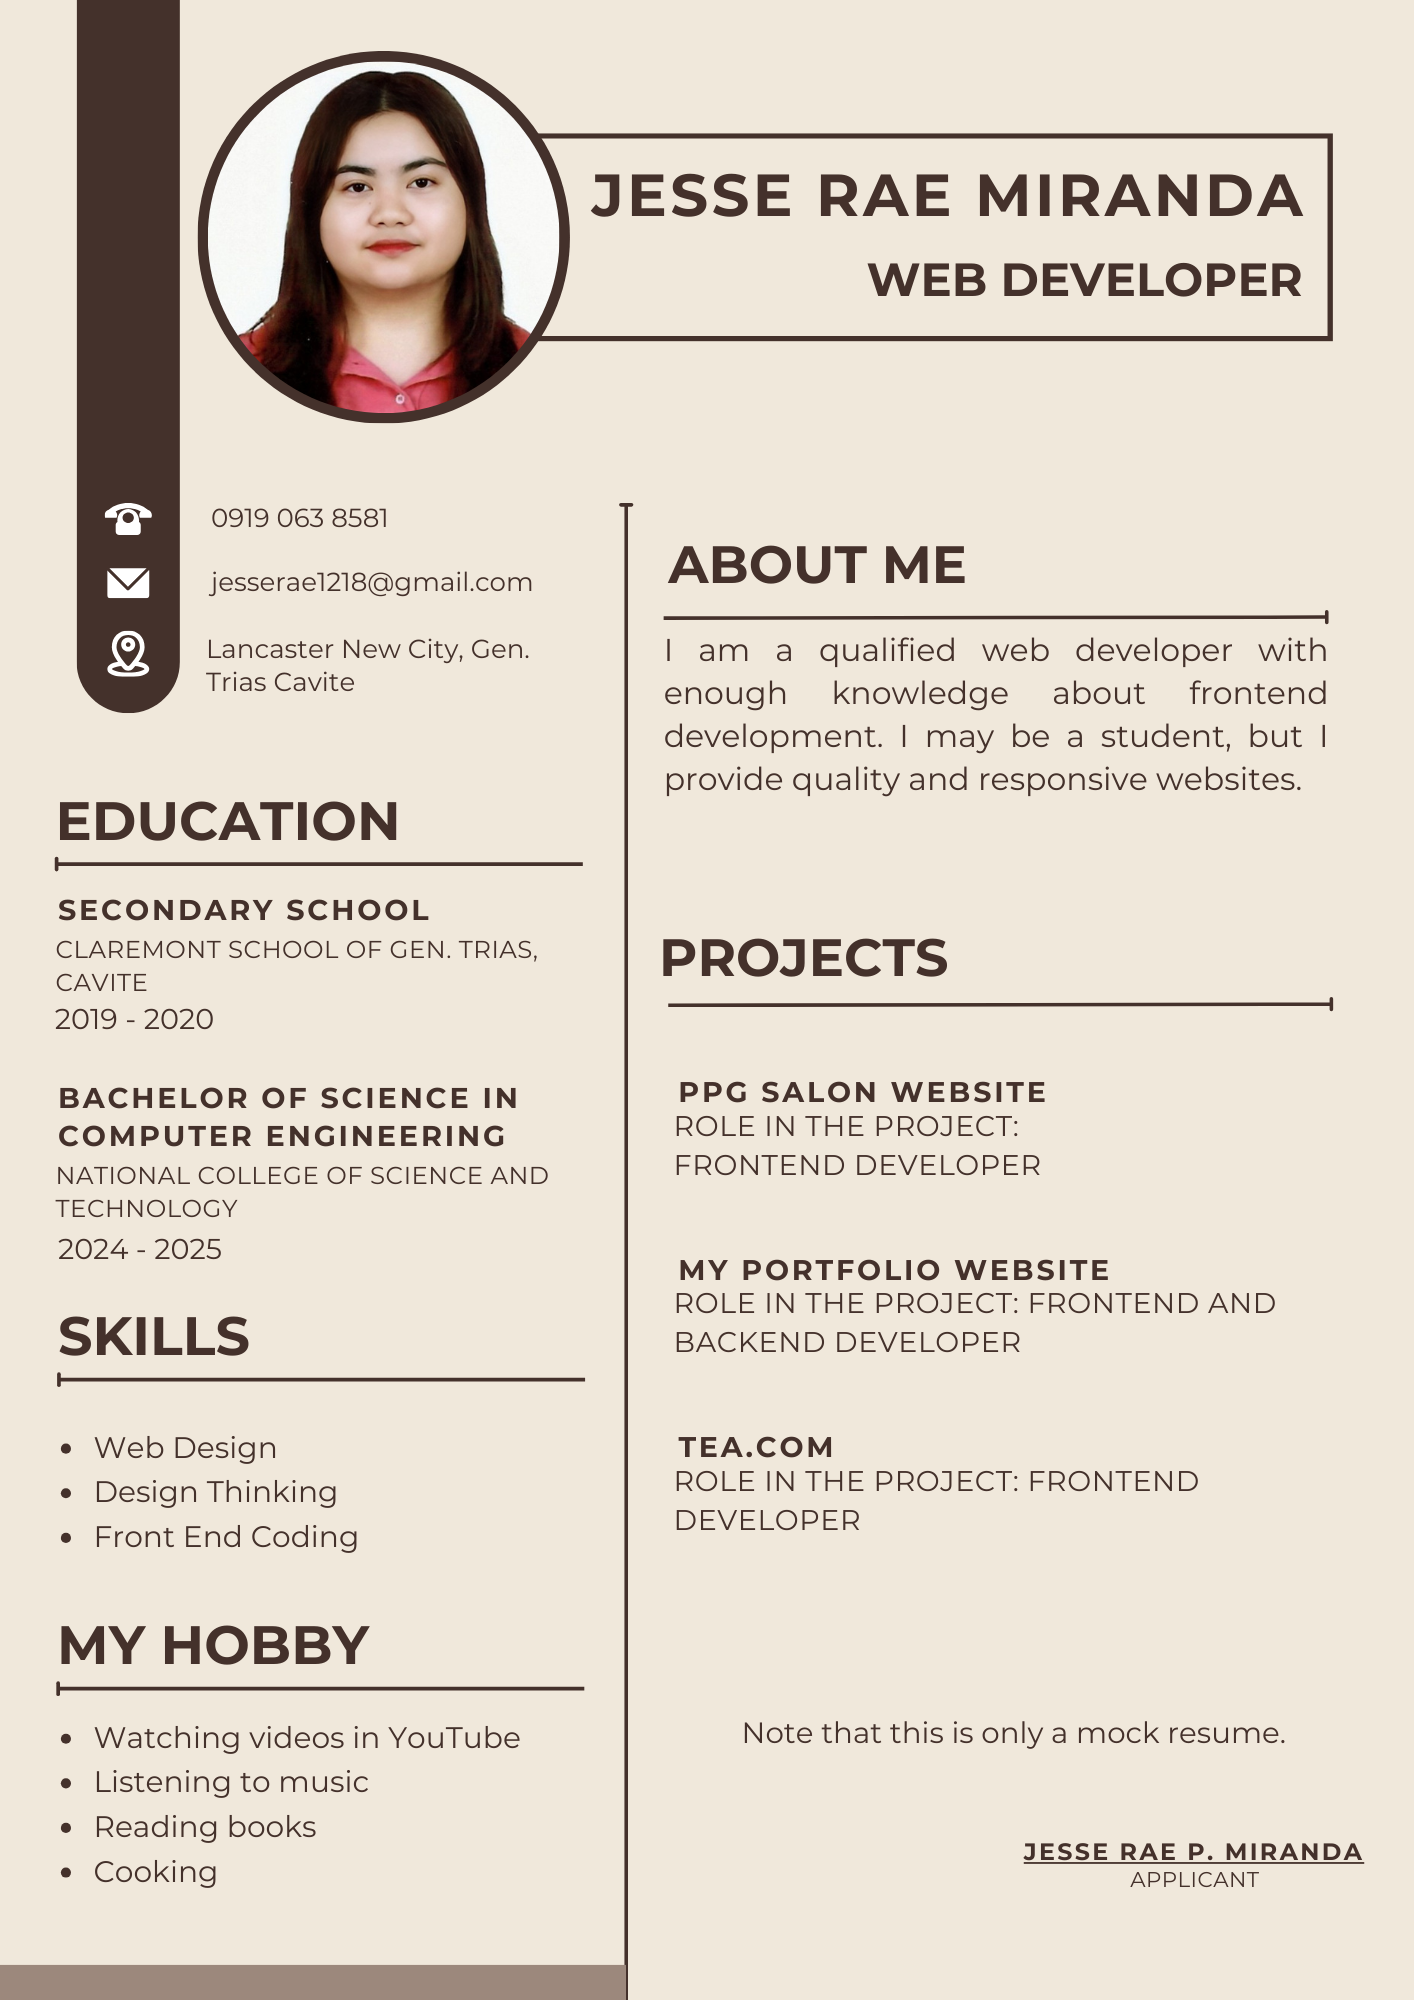 JESSE RAE MIRANDA
WEB DEVELOPER
0919 063 8581
jesserae1218@gmail.com
Lancaster New City, Gen.
Trias Cavite
EDUCATION
SECONDARY SCHOOL
CLAREMONT SCHOOL OF GEN. TRIAS,
CAVITE
2019 - 2020
BACHELOR OF SCIENCE IN
COMPUTER ENGINEERING
NATIONAL COLLEGE OF SCIENCE AND
TECHNOLOGY
2024 - 2025
SKILLS
• Web Design
• Design Thinking
• Front End Coding
MY HOBBY
• Watching videos in YouTube
• Listening to music
• Reading books
• Cooking
ABOUT ME
I am a qualified web developer with
enough knowledge about frontend
development. I may be a student, but I
provide quality and responsive websites.
PROJECTS
PPG SALON WEBSITE
ROLE IN THE PROJECT:
FRONTEND DEVELOPER
MY PORTFOLIO WEBSITE
ROLE IN THE PROJECT: FRONTEND AND
BACKEND DEVELOPER
TEA.COM
ROLE IN THE PROJECT: FRONTEND
DEVELOPER
Note that this is only a mock resume.
JESSE RAE P. MIRANDA
APPLICANT